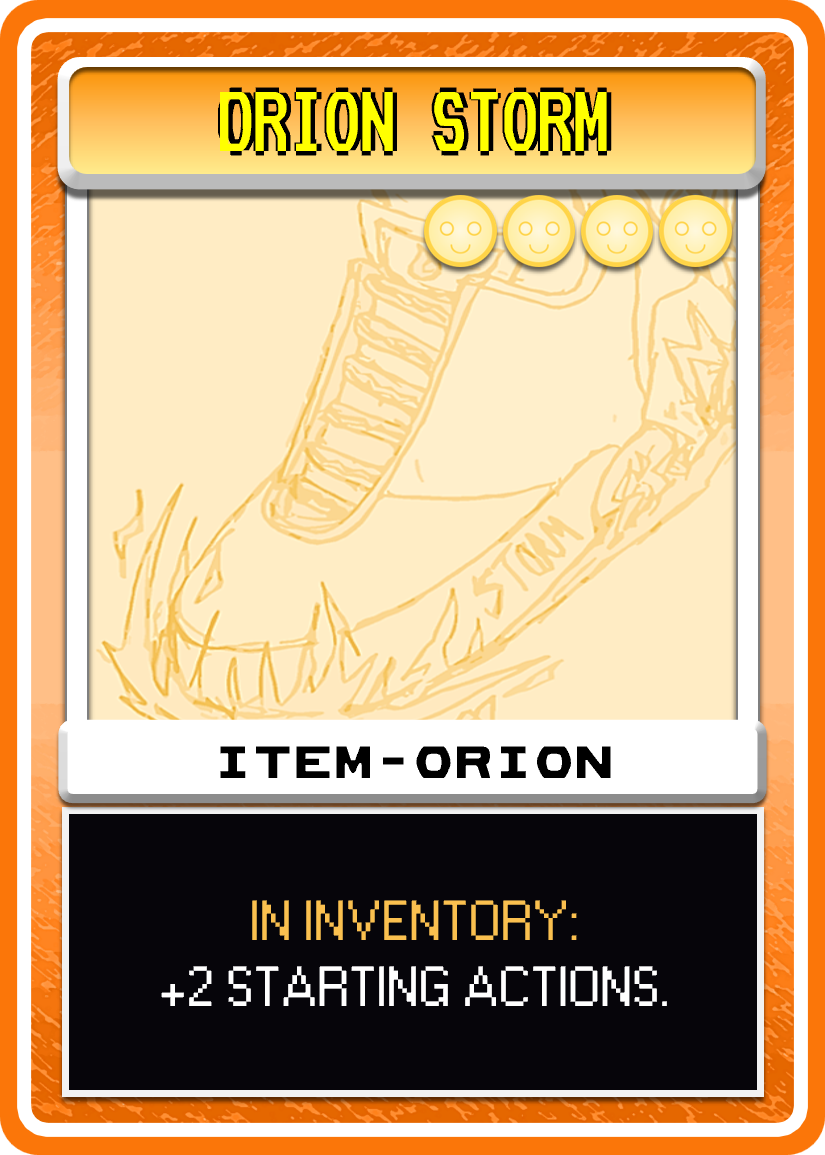 ORION STORM
STORM
ITEM-ORION
IN INVENTORY:
+2 STARTING ACTIONS.